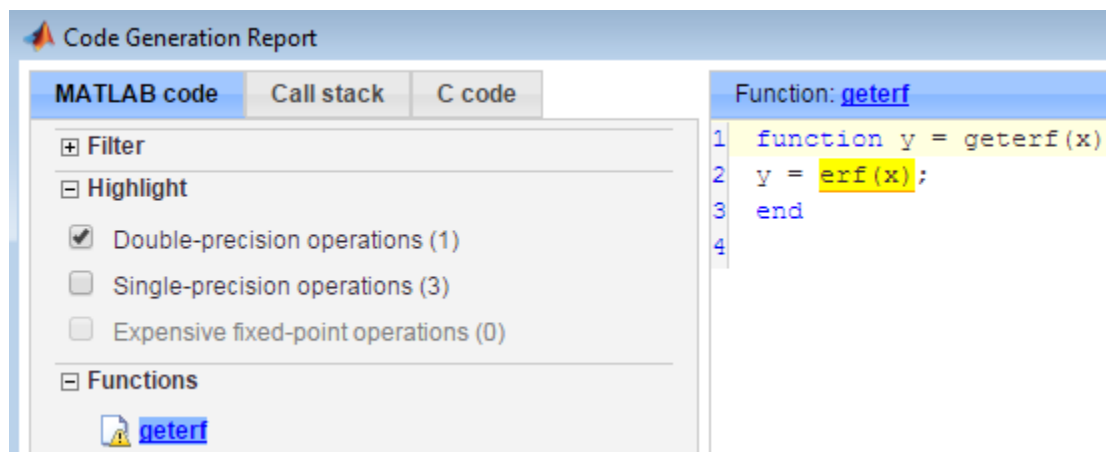 Code Generation Report
MATLAB code Call stack C code
Filter
Highlight
Double-precision operations (1)
Single-precision operations (3)
Expensive fixed-point operations (0)
Functions
geterf
Function: geterf
1 function y = geterf(x)
2 y = erf(x);
3 end
4